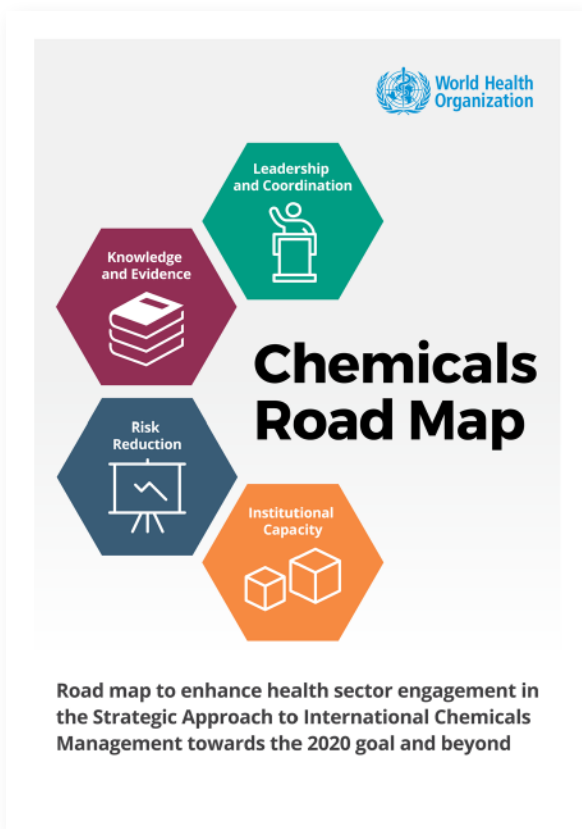 World Health
Organization
Leadership
and Coordination
Knowledge
and Evidence
Chemicals
Road Map
Risk
Reduction
Institutional
Capacity
Road map to enhance health sector engagement in
the Strategic Approach to International Chemicals
Management towards the 2020 goal and beyond